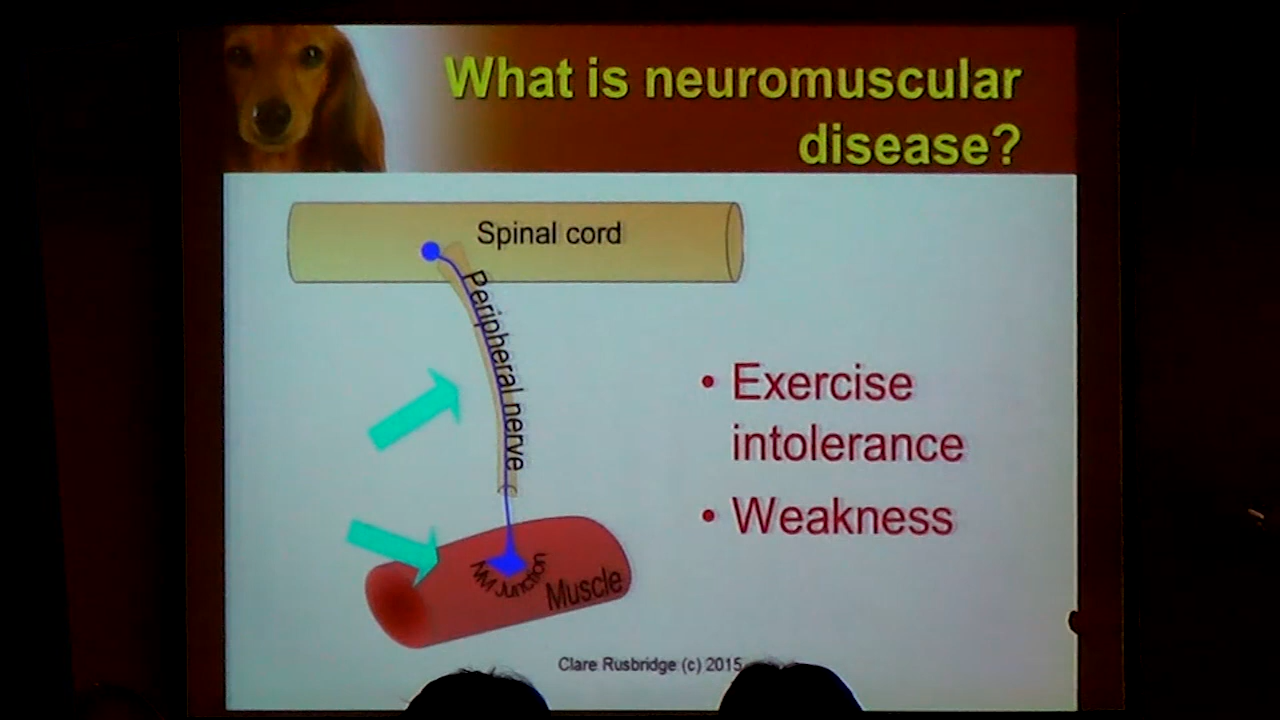 What is neuromuscular
disease?
Spinal cord
Peripheral nerve
• Exercise
intolerance
• Weakness
NM Junction
Muscle
Clare Rusbridge (c) 2015